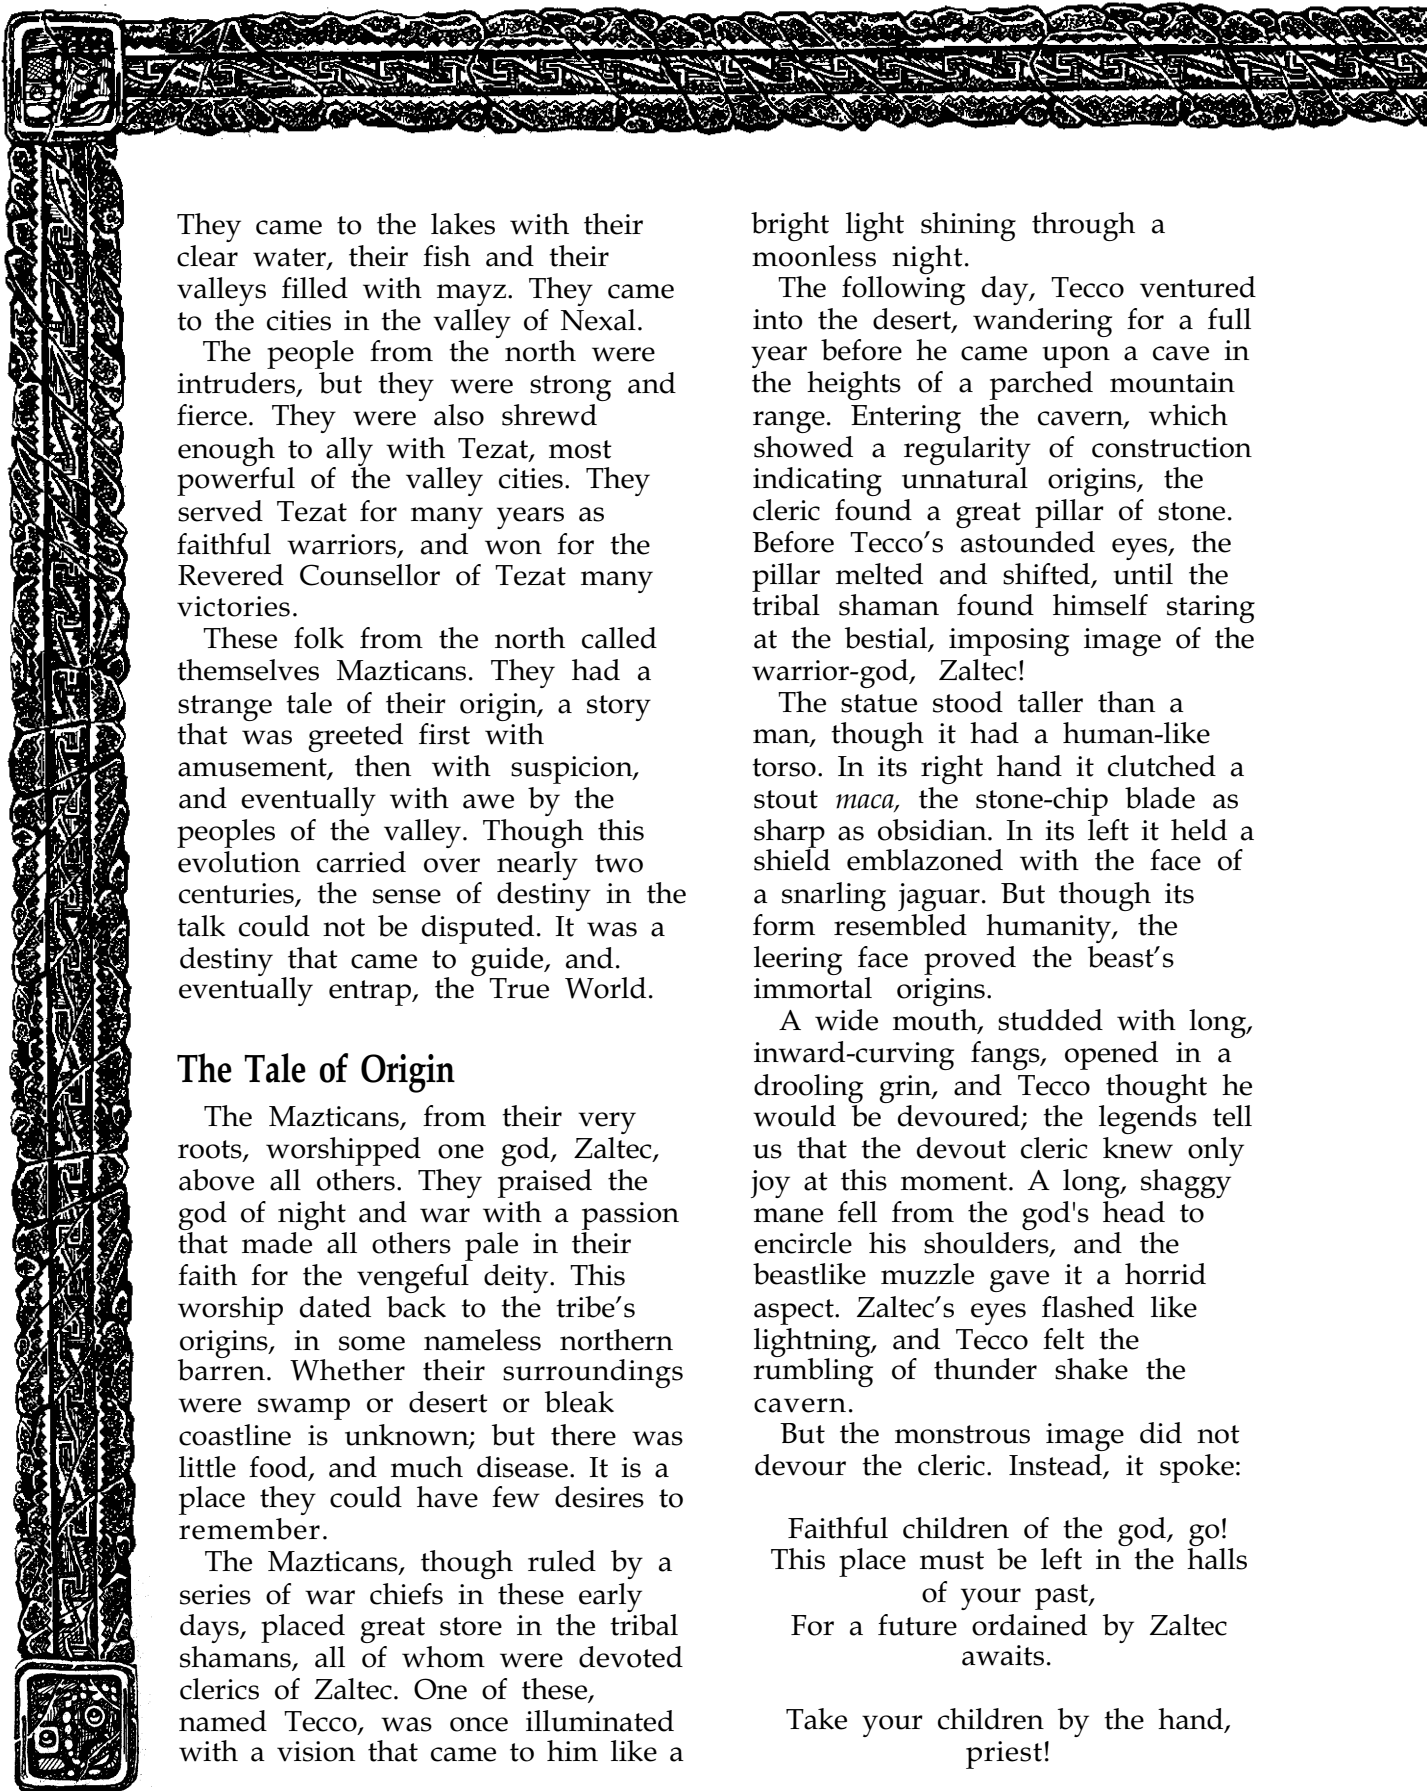 They came to the lakes with their
clear water, their fish and their
valleys filled with mayz. They came
to the cities in the valley of Nexal.
The people from the north were
intruders, but they were strong and
fierce. They were also shrewd
enough to ally with Tezat, most
powerful of the valley cities. They
served Tezat for many years as
faithful warriors, and won for the
Revered Counsellor of Tezat many
victories.
These folk from the north called
themselves Mazticans. They had a
strange tale of their origin, a story
that was greeted first with
amusement, then with suspicion,
and eventually with awe by the
peoples of the valley. Though this
evolution carried over nearly two
centuries, the sense of destiny in the
talk could not be disputed. It was a
destiny that came to guide, and.
eventually entrap, the True World.
The Tale of Origin
The Mazticans, from their very
roots, worshipped one god, Zaltec,
above all others. They praised the
god of night and war with a passion
that made all others pale in their
faith for the vengeful deity. This
worship dated back to the tribe's
origins, in some nameless northern
barren. Whether their surroundings
were swamp or desert or bleak
coastline is unknown; but there was
little food, and much disease. It is a
place they could have few desires to
remember.
The Mazticans, though ruled by a
series of war chiefs in these early
days, placed great store in the tribal
shamans, all of whom were devoted
clerics of Zaltec. One of these,
named Tecco, was once illuminated
with a vision that came to him like a
bright light shining through a
moonless night.
The following day, Tecco ventured
into the desert, wandering for a full
year before he came upon a cave in
the heights of a parched mountain
range. Entering the cavern, which
showed a regularity of construction
indicating unnatural origins, the
cleric found a great pillar of stone.
Before Tecco's astounded eyes, the
pillar melted and shifted, until the
tribal shaman found himself staring
at the bestial, imposing image of the
warrior-god, Zaltec!
The statue stood taller than a
man, though it had a human-like
torso. In its right hand it clutched a
stout maca, the stone-chip blade as
sharp as obsidian. In its left it held a
shield emblazoned with the face of
a snarling jaguar. But though its
form resembled humanity, the
leering face proved the beast's
immortal origins.
A wide mouth, studded with long,
inward-curving fangs, opened in a
drooling grin, and Tecco thought he
would be devoured; the legends tell
us that the devout cleric knew only
joy at this moment. A long, shaggy
mane fell from the god's head to
encircle his shoulders, and the
beastlike muzzle gave it a horrid
aspect. Zaltec's eyes flashed like
lightning, and Tecco felt the
rumbling of thunder shake the
cavern.
But the monstrous image did not
devour the cleric. Instead, it spoke:
Faithful children of the god, go!
This place must be left in the halls
of your past,
For a future ordained by Zaltec
awaits.
Take your children by the hand,
priest!